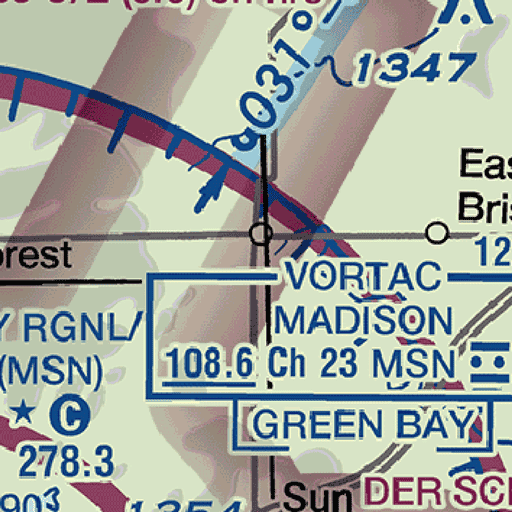 031°
1347
East
Bris
12
orest
VORTAC
MADISON
108.6 Ch 23 MSN
Y RGNL/
(MSN)
C
278.3
GREEN BAY
1354
Sun
DER SC